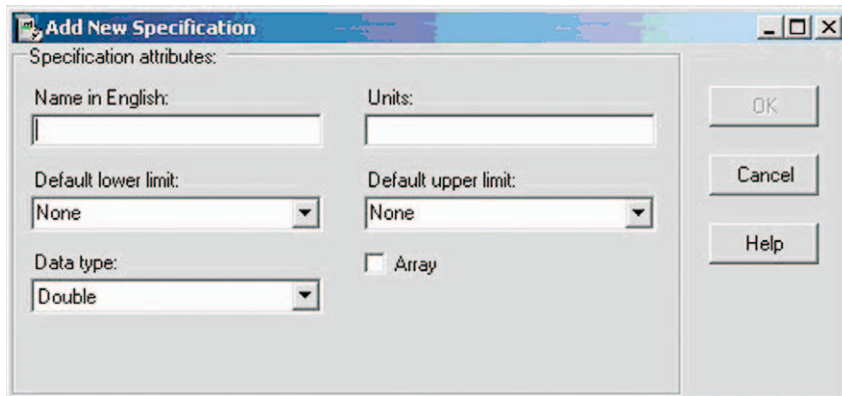 Add New Specification
Specification attributes:
Name in English:
Units:
OK
Default lower limit:
Default upper limit:
Cancel
None
None
Data type:
Array
Help
Double